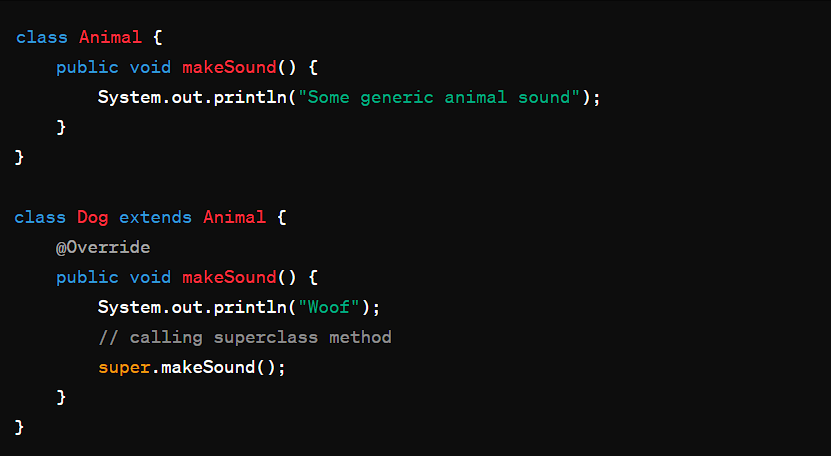 class Animal {
    public void makeSound() {
        System.out.println("Some generic animal sound");
    }
}

class Dog extends Animal {
    @Override
    public void makeSound() {
        System.out.println("Woof");
        // calling superclass method
        super.makeSound();
    }
}